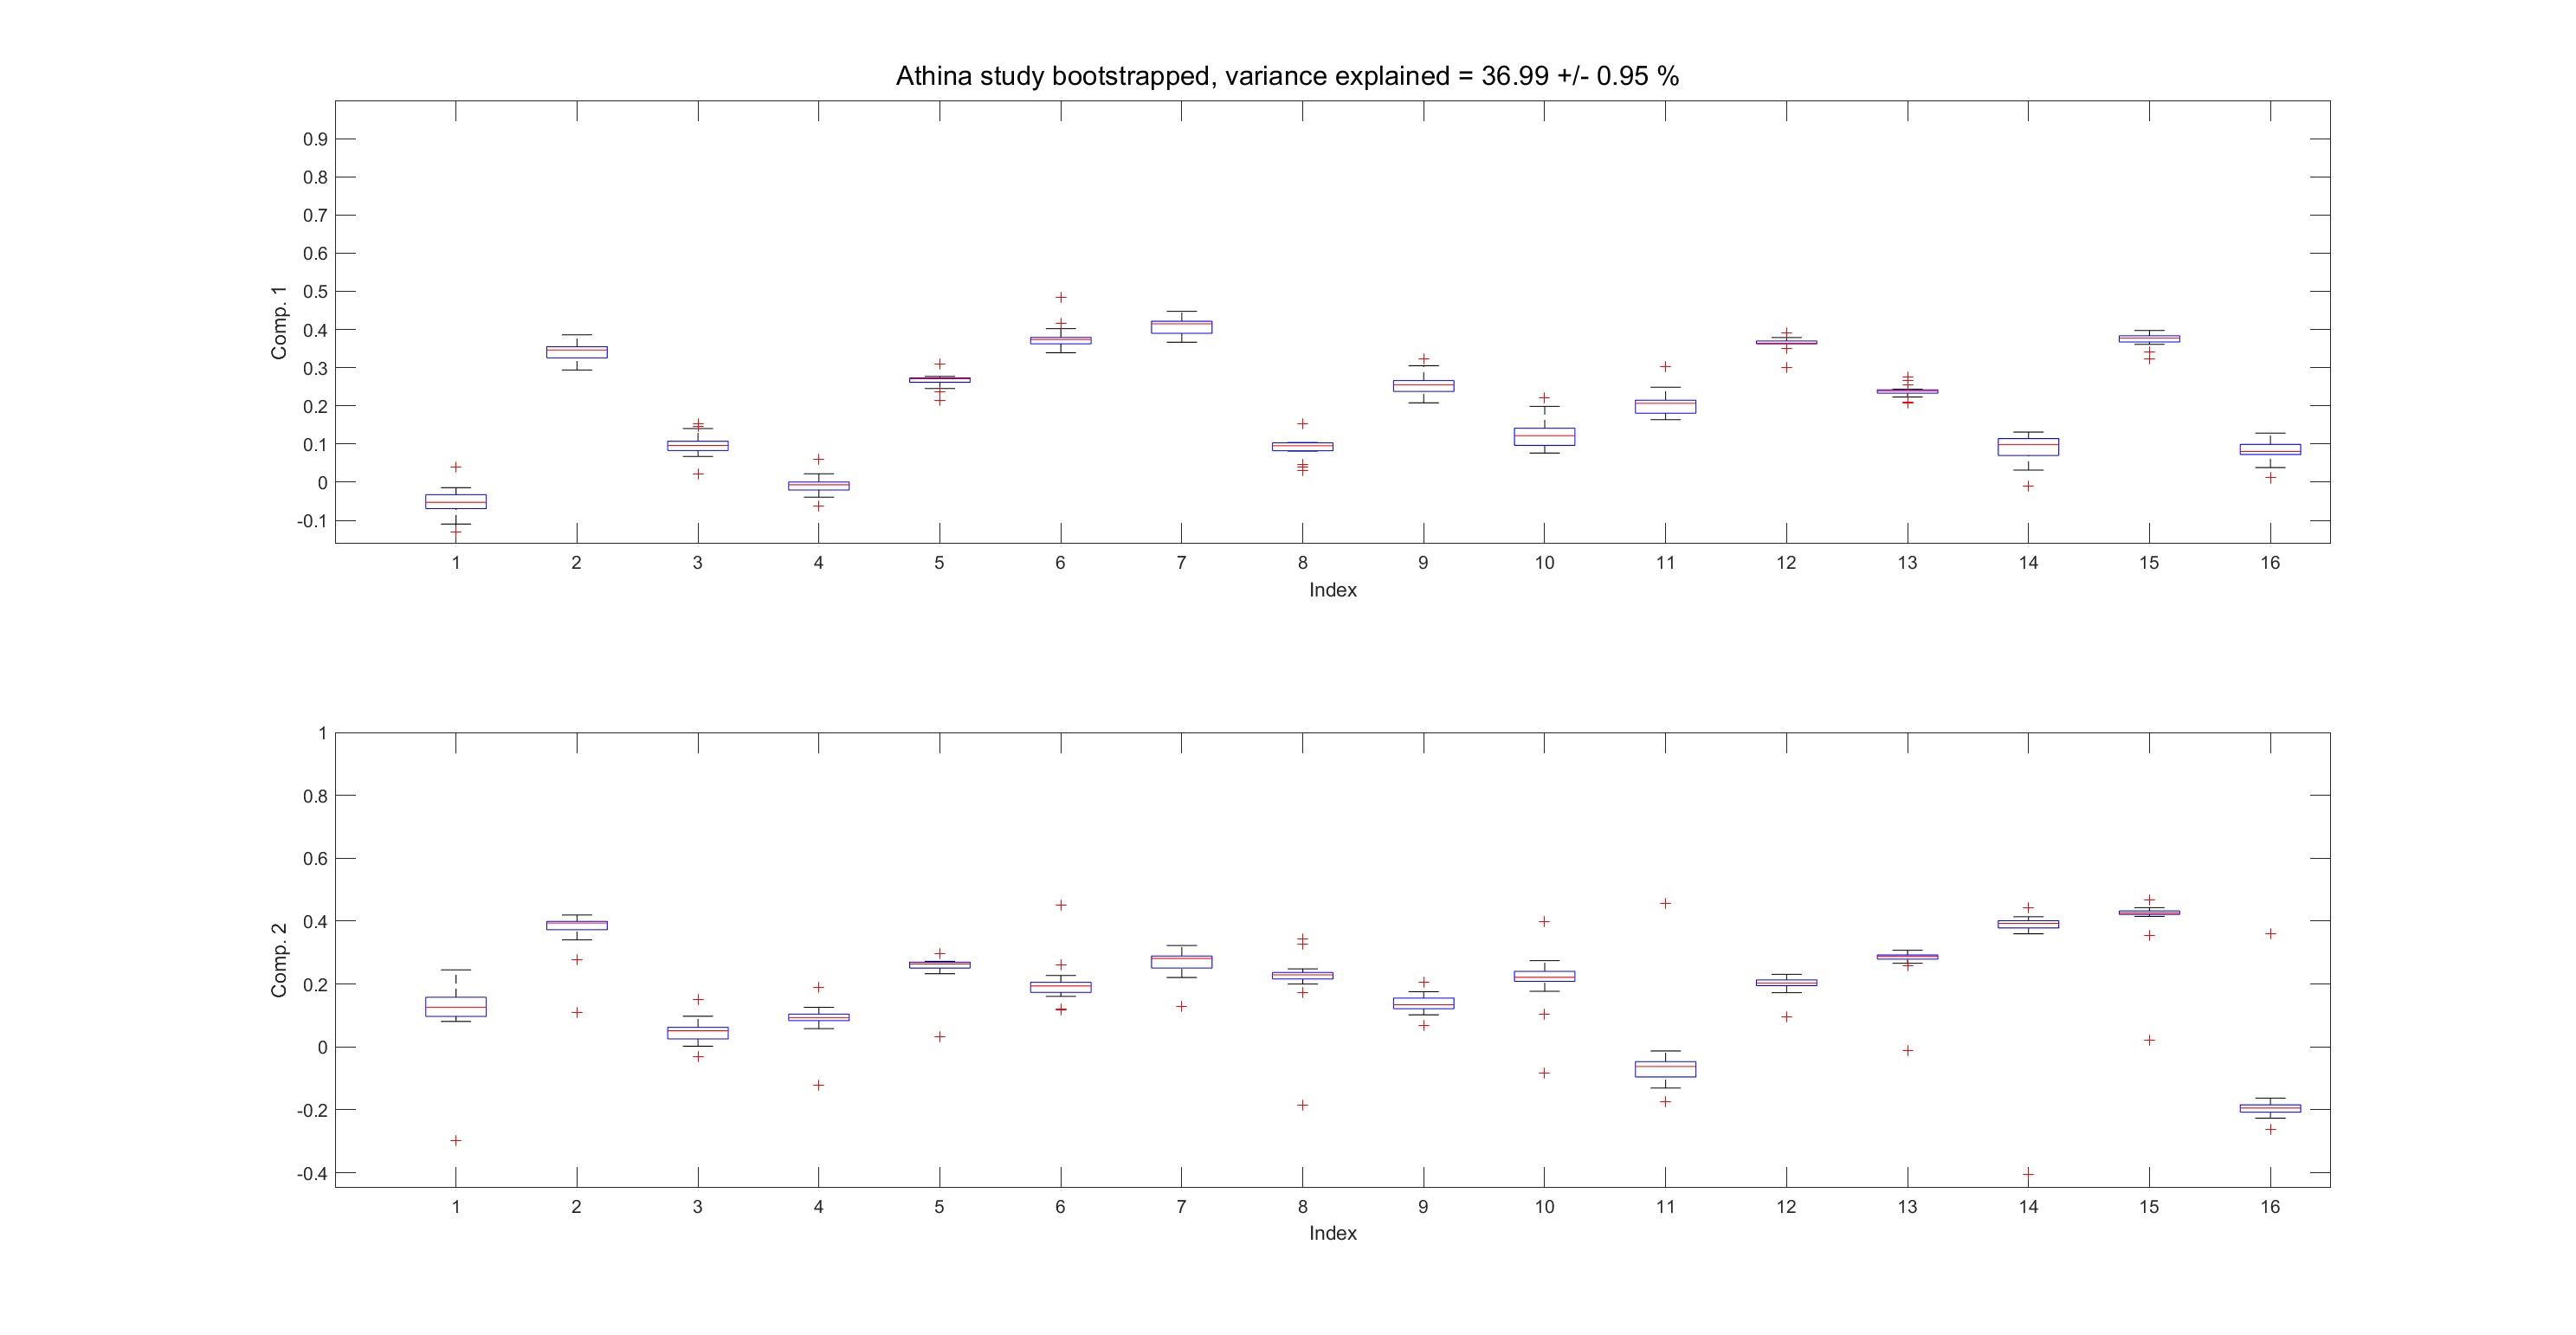 Athina study bootstrapped, variance explained = 36.99 +/- 0.95 %
Comp. 1
0.9
0.8
0.7
0.6
0.5
0.4
0.3
0.2
0.1
0
-0.1
1 2 3 4 5 6 7 8 9 10 11 12 13 14 15 16
Index
Comp. 2
1
0.8
0.6
0.4
0.2
0
-0.2
-0.4
1 2 3 4 5 6 7 8 9 10 11 12 13 14 15 16
Index